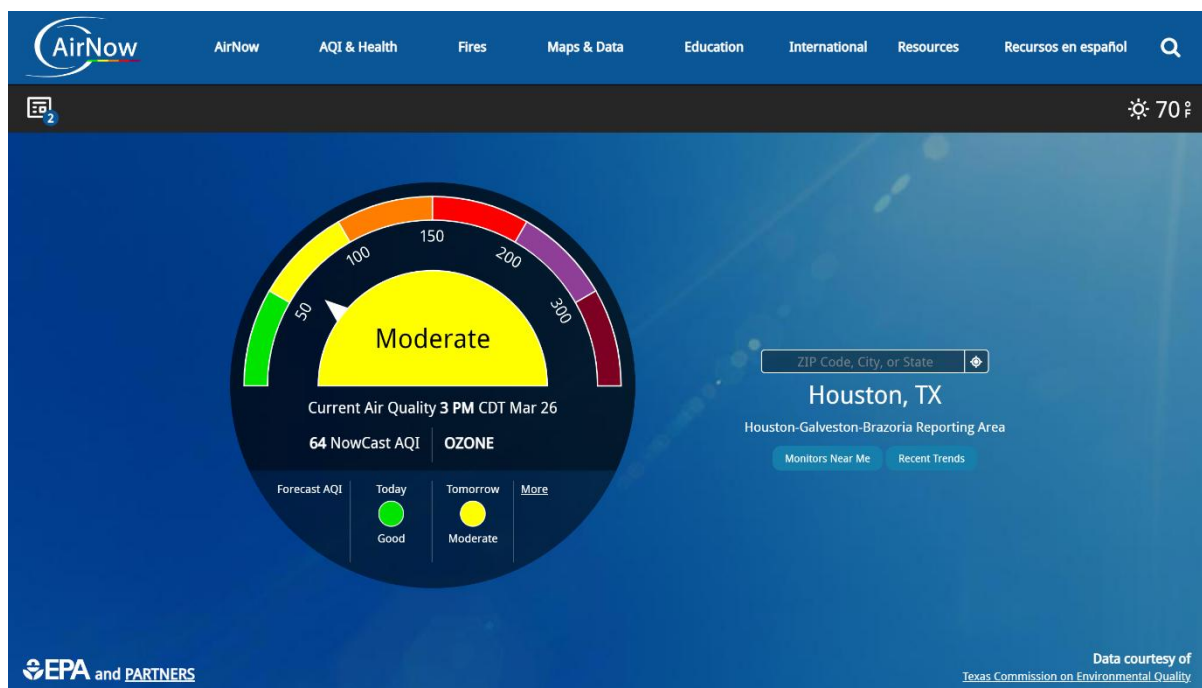 AirNow
AirNow AQI & Health Fires Maps & Data Education International Resources Recursos en español
2
70 °F
50
100
150
200
300
Moderate
Current Air Quality 3 PM CDT Mar 26
64 NowCast AQI OZONE
Forecast AQI Today Tomorrow More
Good Moderate
ZIP Code, City, or State
Houston, TX
Houston-Galveston-Brazoria Reporting Area
Monitors Near Me Recent Trends
EPA and PARTNERS
Data courtesy of
Texas Commission on Environmental Quality